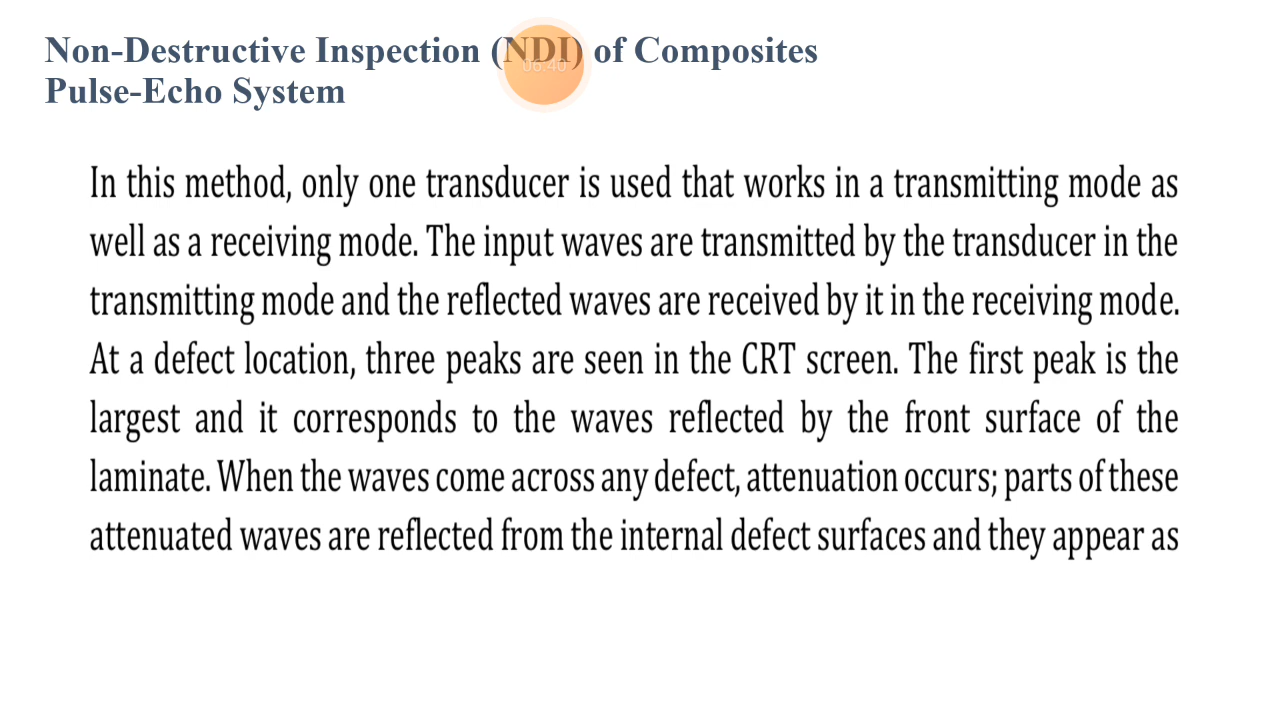 Non-Destructive Inspection (NDI) of Composites
06:40
Pulse-Echo System
In this method, only one transducer is used that works in a transmitting mode as
well as a receiving mode. The input waves are transmitted by the transducer in the
transmitting mode and the reflected waves are received by it in the receiving mode.
At a defect location, three peaks are seen in the CRT screen. The first peak is the
largest and it corresponds to the waves reflected by the front surface of the
laminate. When the waves come across any defect, attenuation occurs; parts of these
attenuated waves are reflected from the internal defect surfaces and they appear as